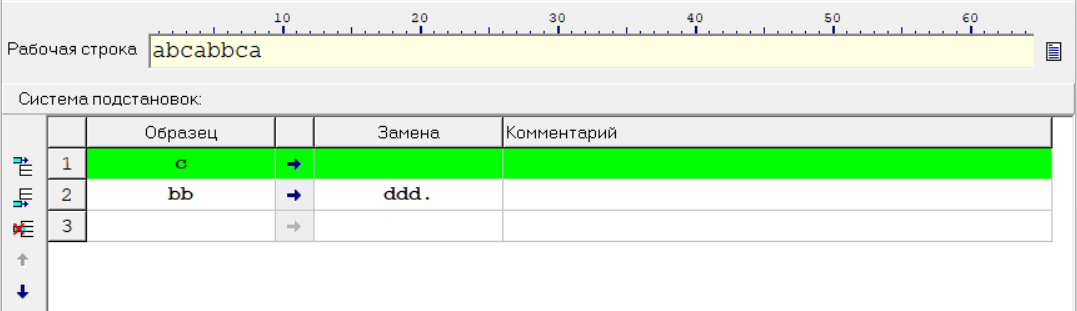 10 20 30 40 50 60
Рабочая строка abcabbca
Система подстановок:
Образец Замена Комментарий
1 c
2 bb ddd.
3